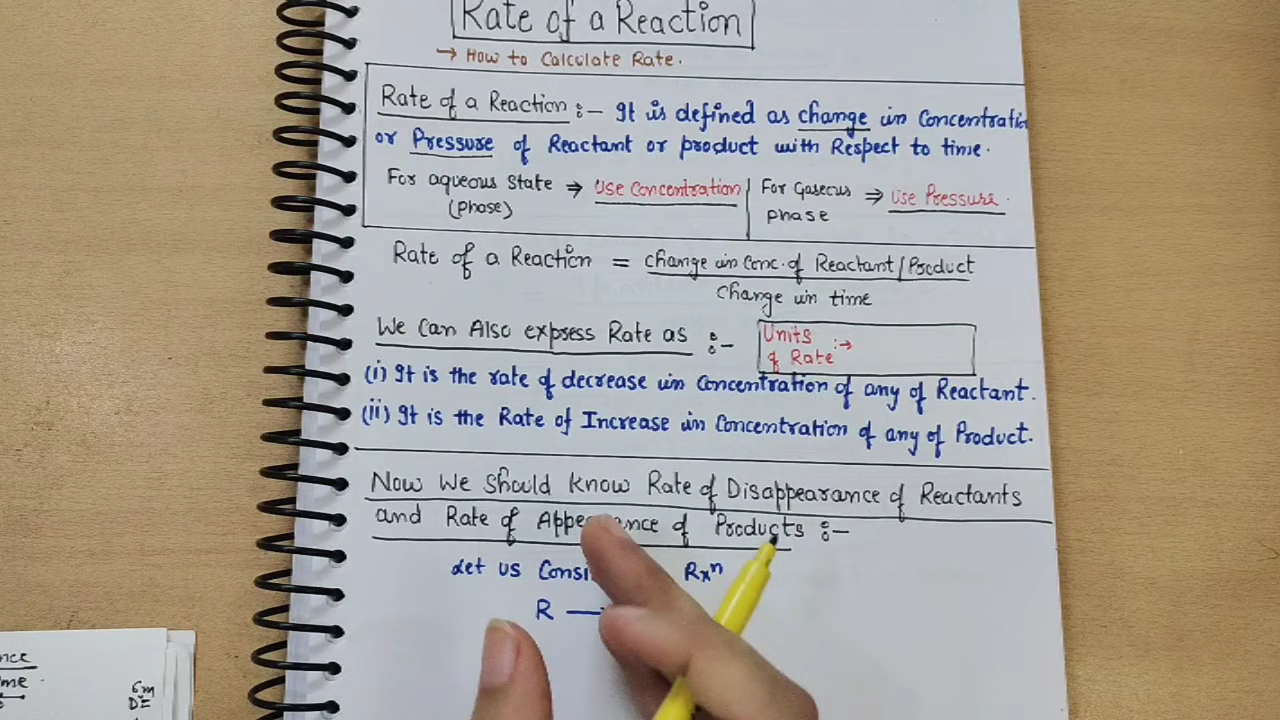 Rate of a Reaction
→ How to Calculate Rate.
Rate of a Reaction :- It is defined as change in Concentratio
or Pressure of Reactant or product with Respect to time.
For aqueous State ⇒ Use Concentration
(phase)
For Gaseous ⇒ Use Pressure.
phase
Rate of a Reaction = change in Conc. of Reactant/Product
Change in time
We Can Also express Rate as :-
Units :→
of Rate
(i) It is the rate of decrease in Concentration of any of Reactant.
(ii) It is the Rate of Increase in Concentration of any of Product.
Now We Should Know Rate of Disappearance of Reactants
and Rate of Appe nce of Products :-
Let us Consi Rxⁿ
R —
nce
me
6m
D=